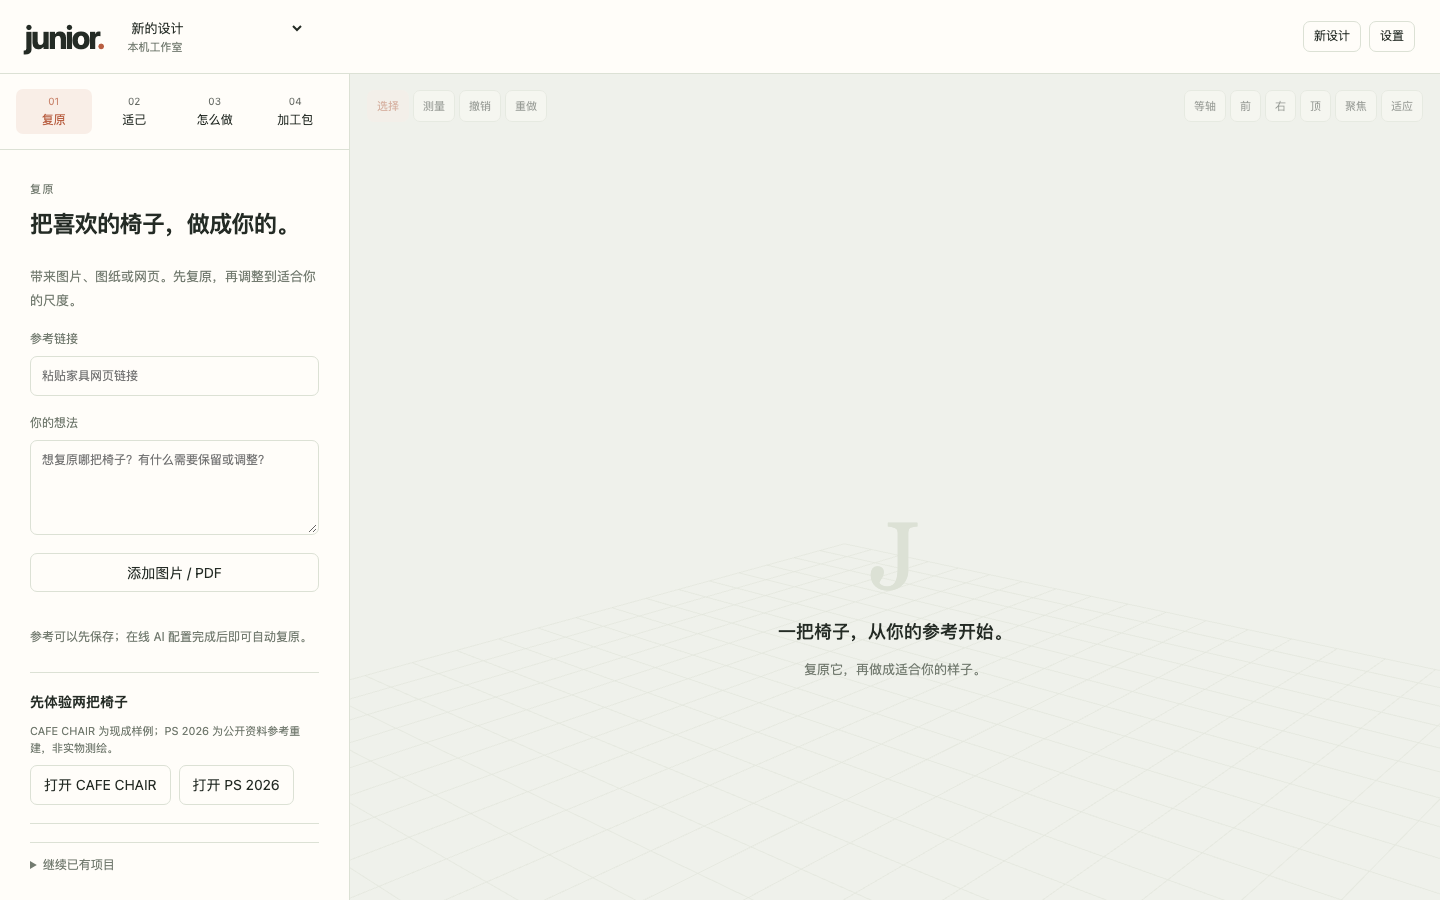 junior.
新的设计
本机工作室
新设计
设置
01
复原
02
适己
03
怎么做
04
加工包
选择
测量
撤销
重做
等轴
前
右
顶
聚焦
适应
复原
把喜欢的椅子，做成你的。
带来图片、图纸或网页。先复原，再调整到适合你
的尺度。
参考链接
粘贴家具网页链接
你的想法
想复原哪把椅子？有什么需要保留或调整？
添加图片 / PDF
参考可以先保存；在线 AI 配置完成后即可自动复原。
先体验两把椅子
CAFE CHAIR 为现成样例；PS 2026 为公开资料参考重
建，非实物测绘。
打开 CAFE CHAIR
打开 PS 2026
继续已有项目
J
一把椅子，从你的参考开始。
复原它，再做成适合你的样子。